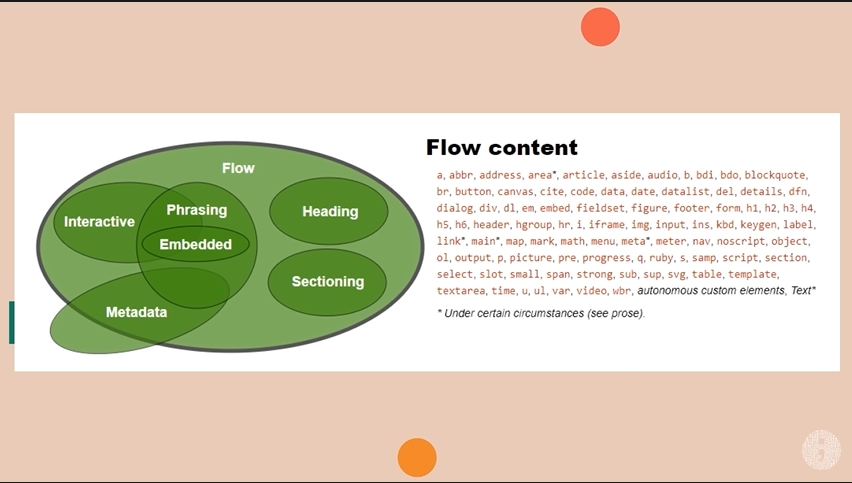 Flow
Interactive
Phrasing
Embedded
Heading
Sectioning
Metadata
Flow content
a, abbr, address, area*, article, aside, audio, b, bdi, bdo, blockquote,
br, button, canvas, cite, code, data, date, datalist, del, details, dfn,
dialog, div, dl, em, embed, fieldset, figure, footer, form, h1, h2, h3, h4,
h5, h6, header, hgroup, hr, i, iframe, img, input, ins, kbd, keygen, label,
link*, main*, map, mark, math, menu, meta*, meter, nav, noscript, object,
ol, output, p, picture, pre, progress, q, ruby, s, samp, script, section,
select, slot, small, span, strong, sub, sup, svg, table, template,
textarea, time, u, ul, var, video, wbr, autonomous custom elements, Text*
* Under certain circumstances (see prose).